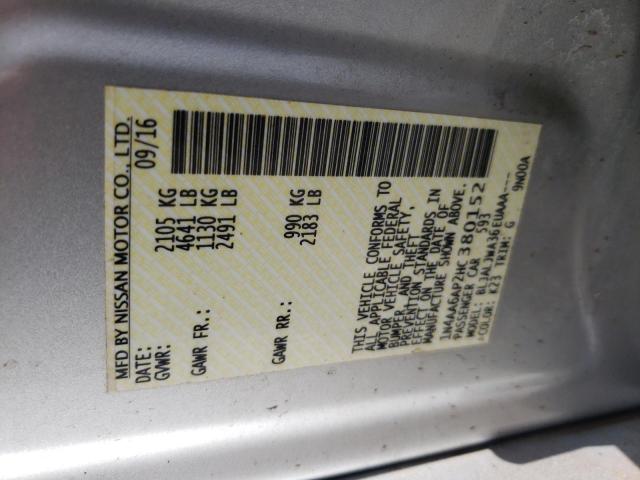 MFD BY NISSAN MOTOR CO., LTD.
DATE: 09/16
GVWR: 2105 KG
4641 LB
GAWR FR.: 1130 KG
2491 LB
GAWR RR.: 990 KG
2183 LB
THIS VEHICLE CONFORMS TO
ALL APPLICABLE FEDERAL
MOTOR VEHICLE SAFETY,
BUMPER, AND THEFT
PREVENTION STANDARDS IN
EFFECT ON THE DATE OF
MANUFACTURE SHOWN ABOVE.
1N4AA6AP2HC380152
PASSENGER CAR 593
MODEL: BLJALJWA36EUAAA---
COLOR: K23 TRIM: G 9N00A